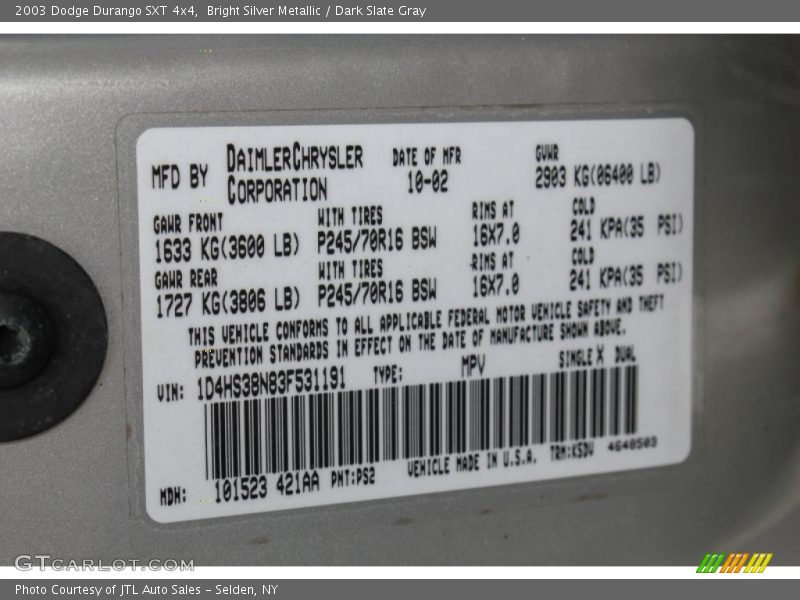 2003 Dodge Durango SXT 4x4,  Bright Silver Metallic / Dark Slate Gray
MFD BY DAIMLERCHRYSLER CORPORATION DATE OF MFR 10-02 GVWR 2903 KG(06400 LB)
GAWR FRONT WITH TIRES RIMS AT COLD
1633 KG(3600 LB) P245/70R16 BSW 16X7.0 241 KPA(35 PSI)
GAWR REAR WITH TIRES RIMS AT COLD
1727 KG(3806 LB) P245/70R16 BSW 16X7.0 241 KPA(35 PSI)
THIS VEHICLE CONFORMS TO ALL APPLICABLE FEDERAL MOTOR VEHICLE SAFETY AND THEFT
PREVENTION STANDARDS IN EFFECT ON THE DATE OF MANUFACTURE SHOWN ABOVE.
VIN: 1D4HS38N83F531191 TYPE: MPV SINGLE X DUAL
MDH: 101523 421AA PNT:PS2 VEHICLE MADE IN U.S.A. TRM:K5DV 4648503
GTcarlot.com
Photo Courtesy of JTL Auto Sales - Selden, NY